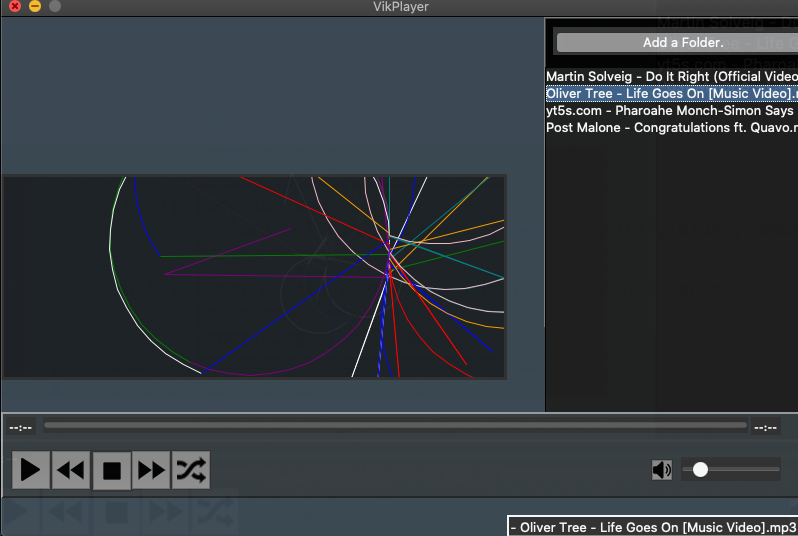 VikPlayer
Add a Folder.
Martin Solveig - Do It Right (Official Video
Oliver Tree - Life Goes On [Music Video].m
yt5s.com - Pharoahe Monch-Simon Says
Post Malone - Congratulations ft. Quavo.m
--:--
--:--
- Oliver Tree - Life Goes On [Music Video].mp3